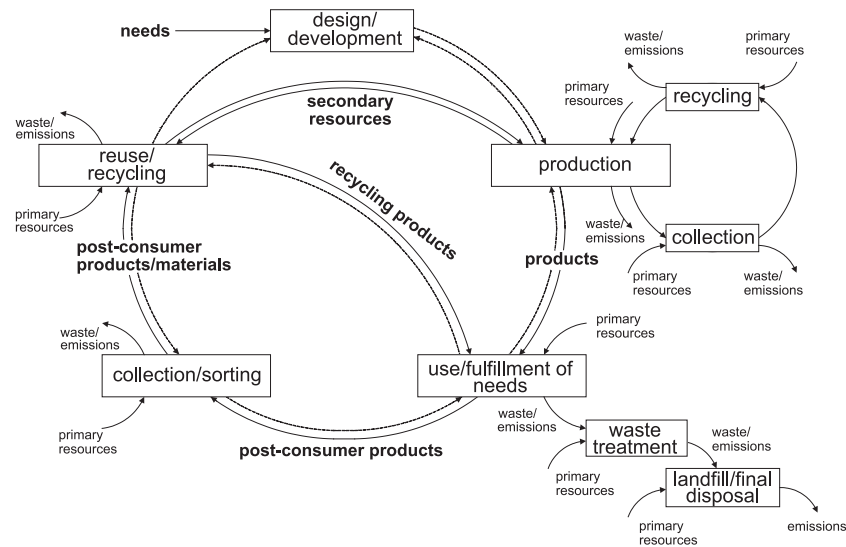 needs
design/
development
waste/
emissions
primary
resources
primary
resources
recycling
secondary
resources
waste/
emissions
reuse/
recycling
production
recycling products
primary
resources
waste/
emissions
collection
post-consumer
products/materials
products
primary
resources
waste/
emissions
waste/
emissions
primary
resources
collection/sorting
use/fulfillment of
needs
primary
resources
post-consumer products
waste/
emissions
waste
treatment
waste/
emissions
primary
resources
landfill/final
disposal
primary
resources
emissions